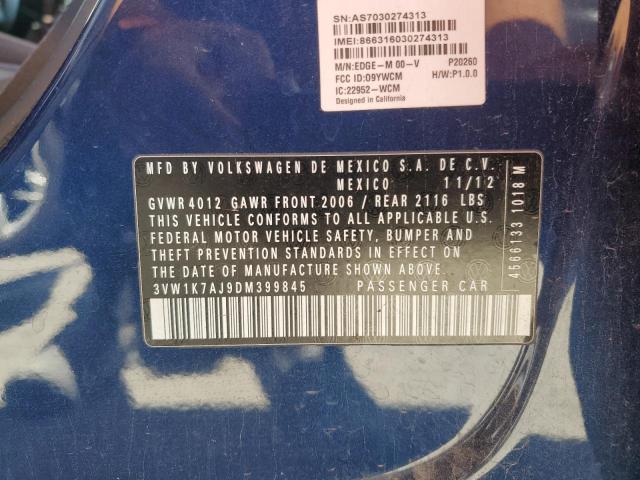 SN:AS7030274313
IMEI:866316030274313
M/N:EDGE-M 00-V P20260
FCC ID:O9YWCM H/W:P1.0.0
IC:22952-WCM
Designed in California
MFD BY VOLKSWAGEN DE MEXICO S.A. DE C.V.
MEXICO 11/12
GVWR 4012 GAWR FRONT 2006 / REAR 2116 LBS
THIS VEHICLE CONFORMS TO ALL APPLICABLE U.S.
FEDERAL MOTOR VEHICLE SAFETY, BUMPER AND
THEFT PREVENTION STANDARDS IN EFFECT ON
THE DATE OF MANUFACTURE SHOWN ABOVE.
3VW1K7AJ9DM399845 PASSENGER CAR
4566133 1018 M